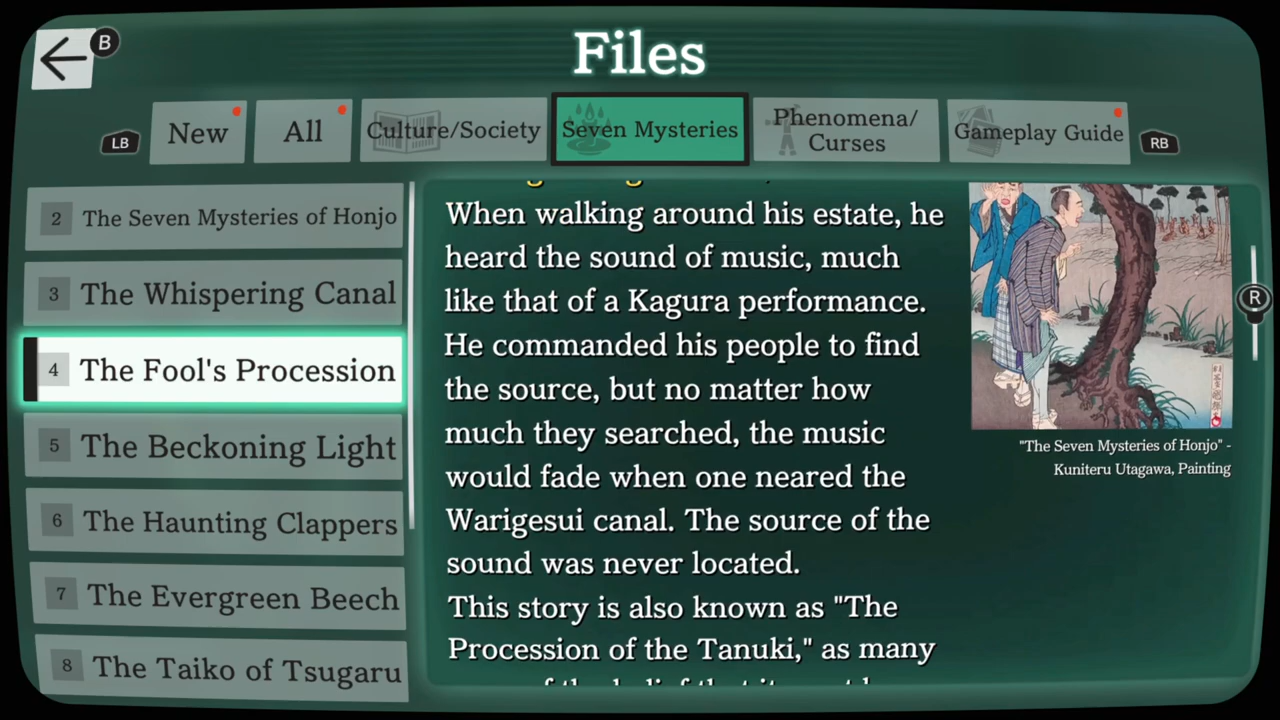 B
Files
LB
New
All
Culture/Society
Seven Mysteries
Phenomena/
Curses
Gameplay Guide
RB
2 The Seven Mysteries of Honjo
3 The Whispering Canal
4 The Fool's Procession
5 The Beckoning Light
6 The Haunting Clappers
7 The Evergreen Beech
8 The Taiko of Tsugaru
When walking around his estate, he
heard the sound of music, much
like that of a Kagura performance.
He commanded his people to find
the source, but no matter how
much they searched, the music
would fade when one neared the
Warigesui canal. The source of the
sound was never located.
This story is also known as "The
Procession of the Tanuki," as many
"The Seven Mysteries of Honjo" -
Kuniteru Utagawa, Painting
R